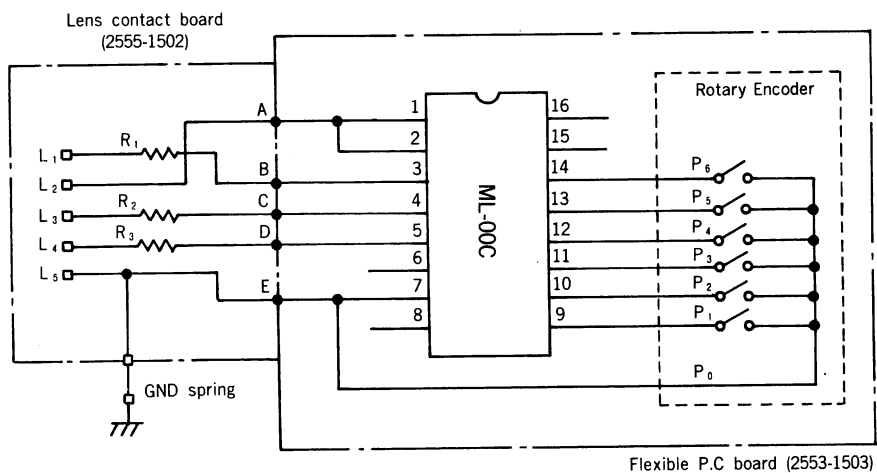 Lens contact board
(2555-1502)
L₁
R₁
L₂
L₃
R₂
L₄
R₃
L₅
A
B
C
D
E
GND spring
1
2
3
4
5
6
7
8
ML-00C
16
15
14
13
12
11
10
9
Rotary Encoder
P₆
P₅
P₄
P₃
P₂
P₁
P₀
Flexible P.C board (2553-1503)